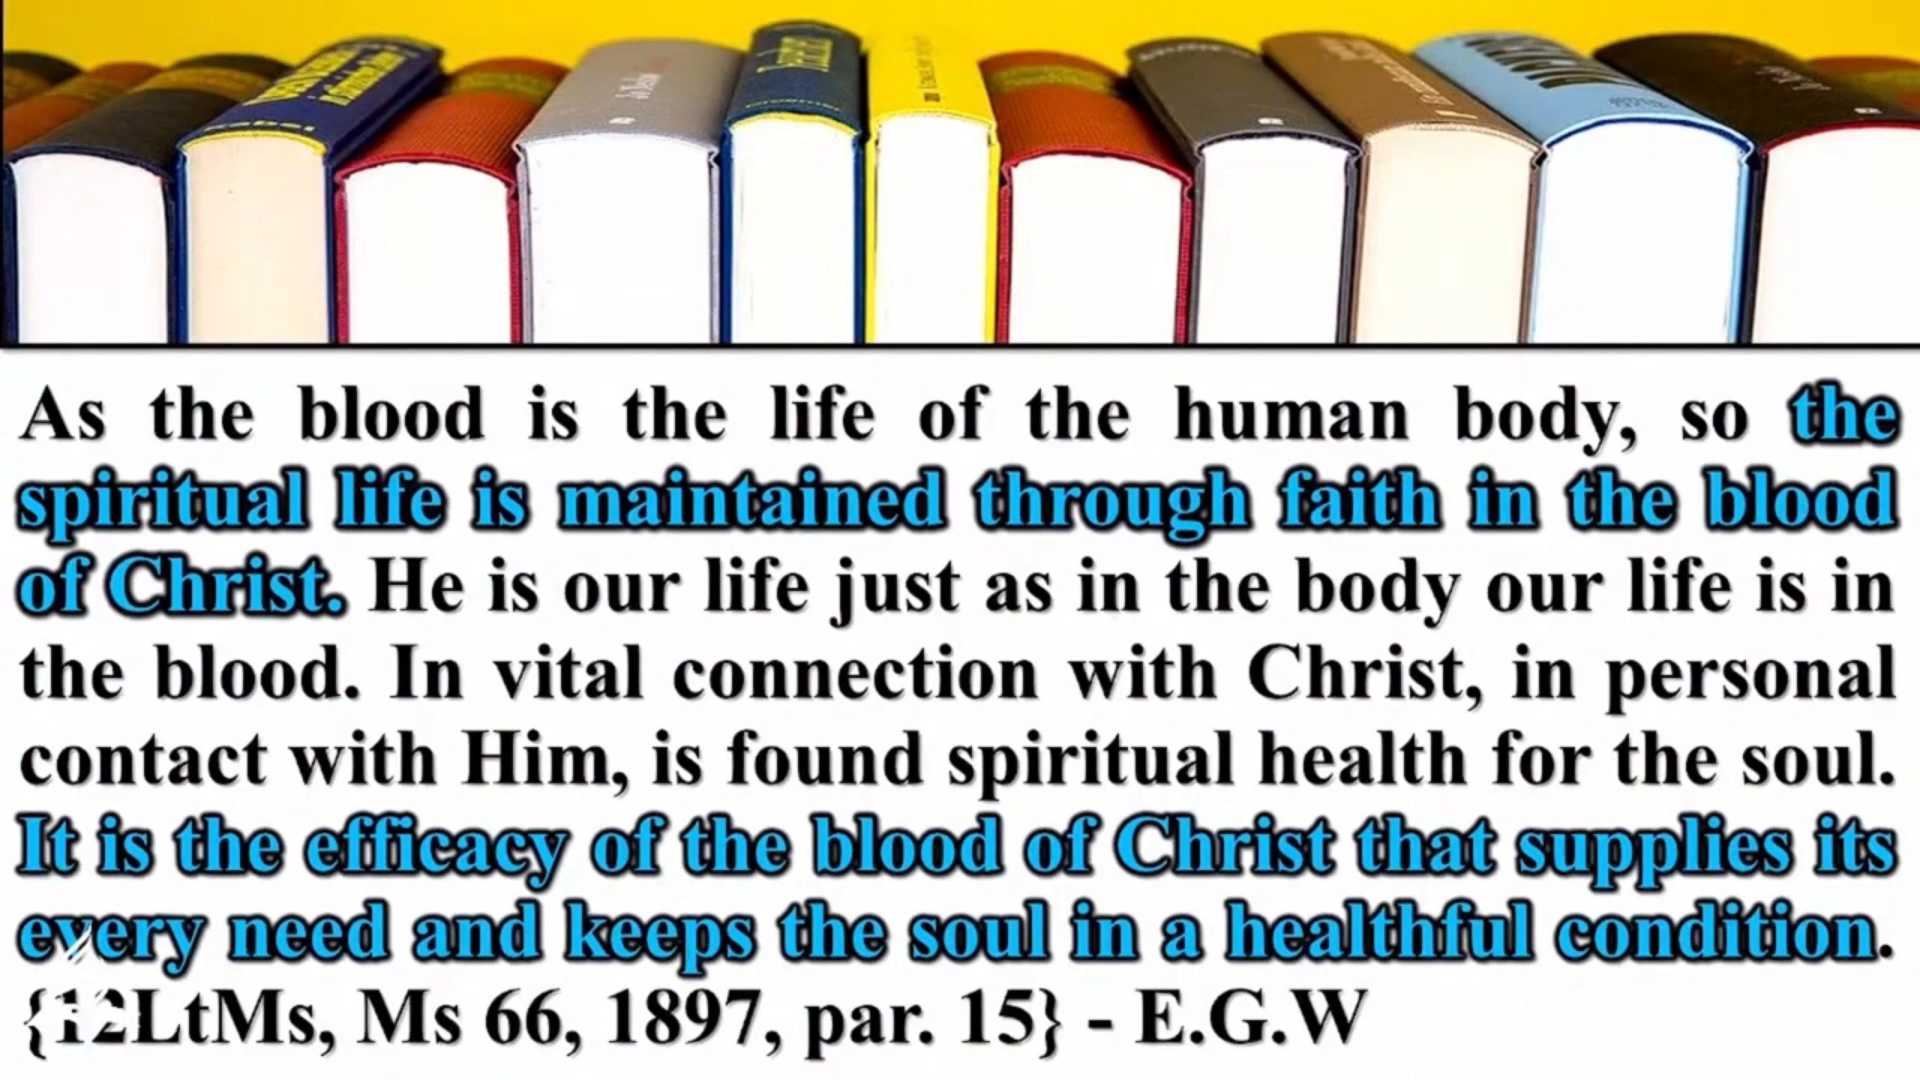 As the blood is the life of the human body, so the
spiritual life is maintained through faith in the blood
of Christ. He is our life just as in the body our life is in
the blood. In vital connection with Christ, in personal
contact with Him, is found spiritual health for the soul.
It is the efficacy of the blood of Christ that supplies its
every need and keeps the soul in a healthful condition.
{12LtMs, Ms 66, 1897, par. 15} - E.G.W